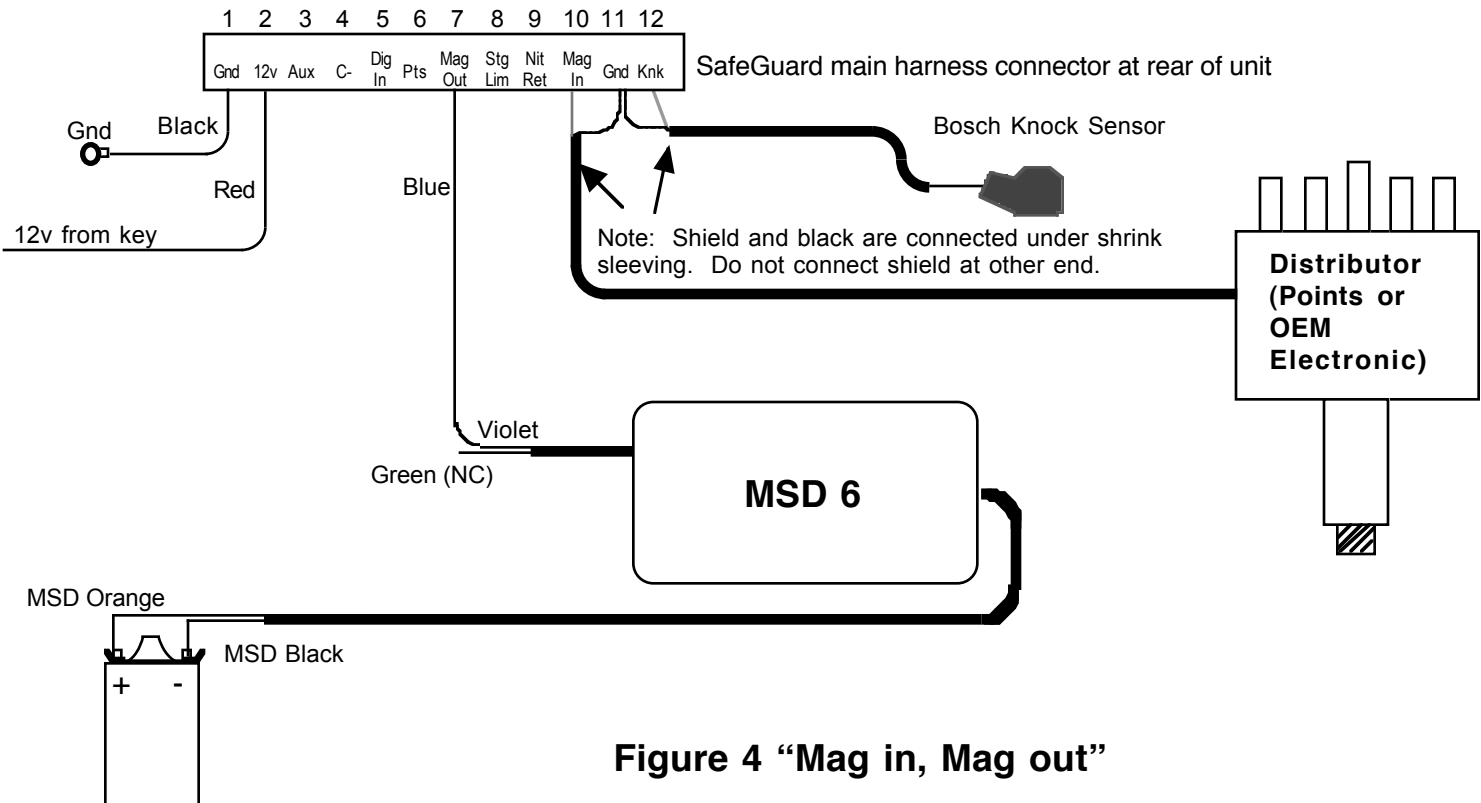 1 2 3 4 5 6 7 8 9 10 11 12
Gnd 12v Aux C- Dig In Pts Mag Out Stg Lim Nit Ret Mag In Gnd Knk
SafeGuard main harness connector at rear of unit
Gnd
Black
Bosch Knock Sensor
Red
Blue
12v from key
Note: Shield and black are connected under shrink
sleeving. Do not connect shield at other end.
Distributor
(Points or
OEM
Electronic)
Violet
Green (NC)
MSD 6
MSD Orange
MSD Black
+ -
Figure 4 “Mag in, Mag out”